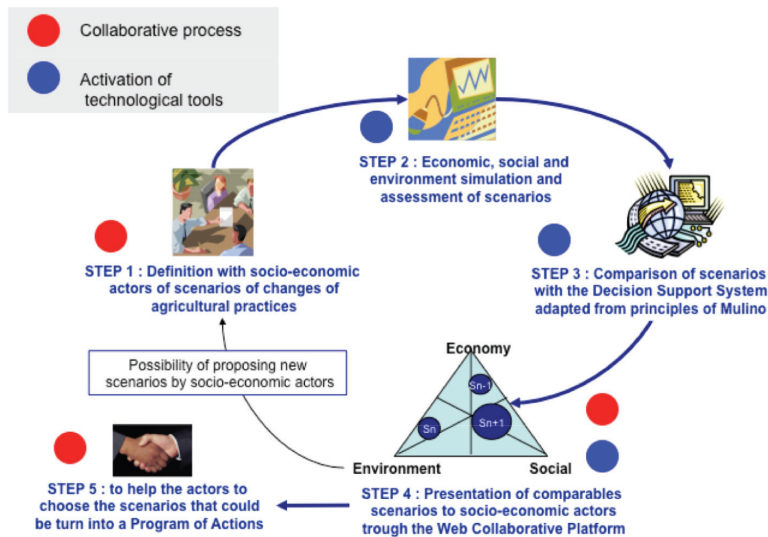 Collaborative process
Activation of
technological tools
STEP 2 : Economic, social and
environment simulation and
assessment of scenarios
STEP 1 : Definition with socio-economic
actors of scenarios of changes of
agricultural practices
STEP 3 : Comparison of scenarios
with the Decision Support System
adapted from principles of Mulino
Possibility of proposing new
scenarios by socio-economic actors
Economy
Sn-1
Sn
Sn+1
Environment
Social
STEP 5 : to help the actors to
choose the scenarios that could
be turn into a Program of Actions
STEP 4 : Presentation of comparables
scenarios to socio-economic actors
trough the Web Collaborative Platform